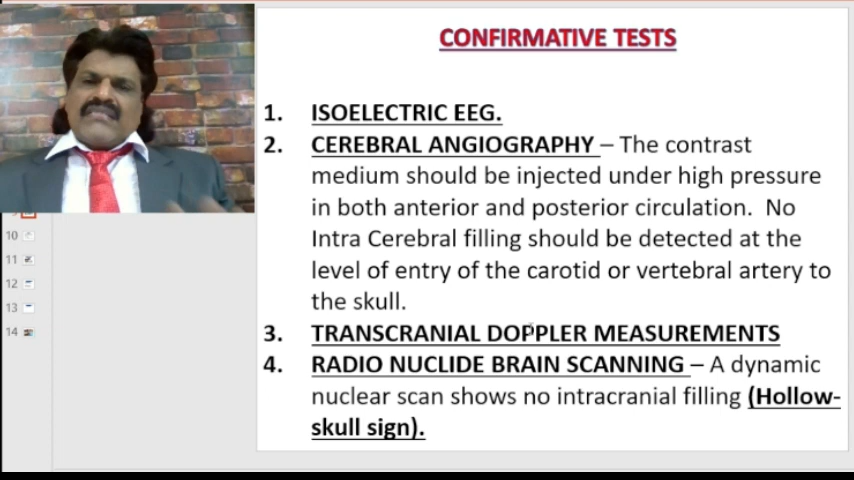 CONFIRMATIVE TESTS
1. ISOELECTRIC EEG.
2. CEREBRAL ANGIOGRAPHY – The contrast
medium should be injected under high pressure
in both anterior and posterior circulation. No
Intra Cerebral filling should be detected at the
level of entry of the carotid or vertebral artery to
the skull.
3. TRANSCRANIAL DOPPLER MEASUREMENTS
4. RADIO NUCLIDE BRAIN SCANNING – A dynamic
nuclear scan shows no intracranial filling (Hollow-
skull sign).
10
11
12
13
14